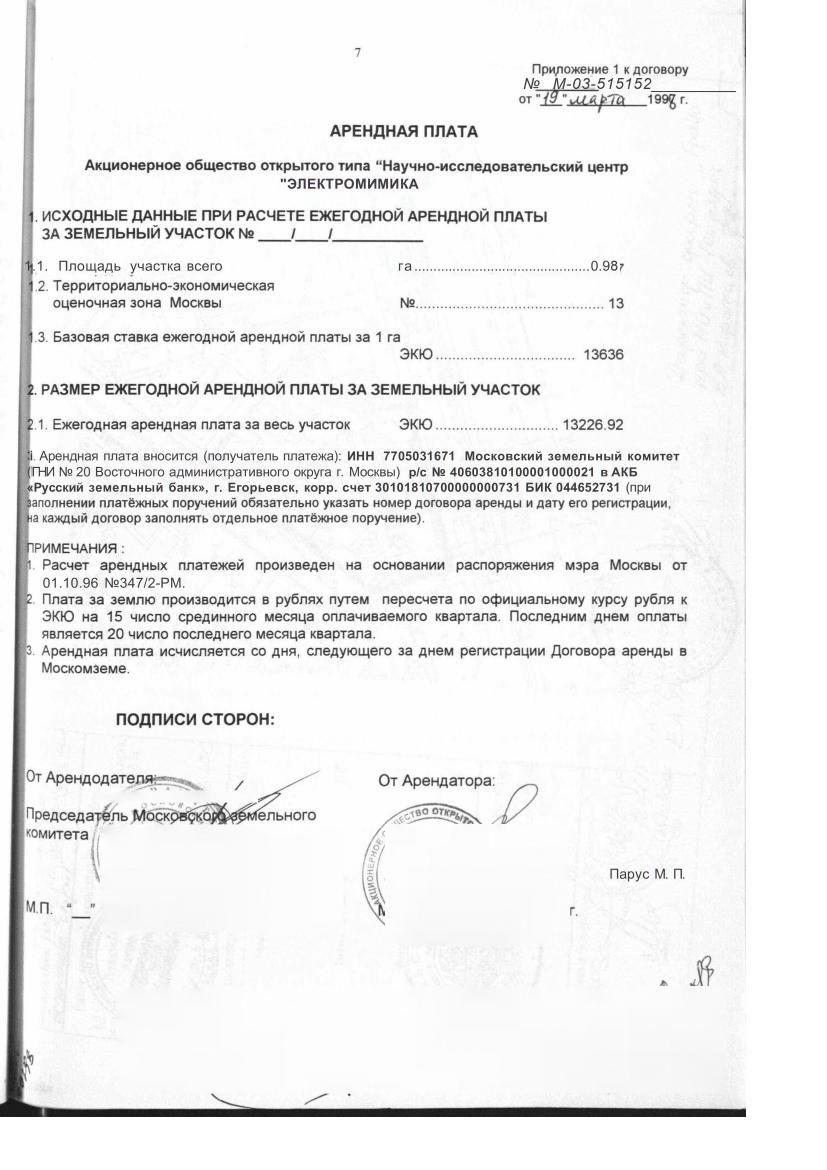 7
Приложение 1 к договору
№ М-03-515152
от "19" марта 1998 г.
АРЕНДНАЯ ПЛАТА
Акционерное общество открытого типа “Научно-исследовательский центр
"ЭЛЕКТРОМИМИКА
1. ИСХОДНЫЕ ДАННЫЕ ПРИ РАСЧЕТЕ ЕЖЕГОДНОЙ АРЕНДНОЙ ПЛАТЫ
ЗА ЗЕМЕЛЬНЫЙ УЧАСТОК № ____/____/___________
1.1. Площадь участка всего га............................................0.987
1.2. Территориально-экономическая
оценочная зона Москвы №............................................ 13
1.3. Базовая ставка ежегодной арендной платы за 1 га
ЭКЮ................................. 13636
2. РАЗМЕР ЕЖЕГОДНОЙ АРЕНДНОЙ ПЛАТЫ ЗА ЗЕМЕЛЬНЫЙ УЧАСТОК
2.1. Ежегодная арендная плата за весь участок ЭКЮ............................. 13226.92
Арендная плата вносится (получатель платежа): ИНН 7705031671 Московский земельный комитет
(ГНИ № 20 Восточного административного округа г. Москвы) р/с № 40603810100001000021 в АКБ
«Русский земельный банк», г. Егорьевск, корр. счет 30101810700000000731 БИК 044652731 (при
заполнении платёжных поручений обязательно указать номер договора аренды и дату его регистрации,
на каждый договор заполнять отдельное платёжное поручение).
ПРИМЕЧАНИЯ :
1. Расчет арендных платежей произведен на основании распоряжения мэра Москвы от
01.10.96 №347/2-РМ.
2. Плата за землю производится в рублях путем пересчета по официальному курсу рубля к
ЭКЮ на 15 число срединного месяца оплачиваемого квартала. Последним днем оплаты
является 20 число последнего месяца квартала.
3. Арендная плата исчисляется со дня, следующего за днем регистрации Договора аренды в
Москомземе.
ПОДПИСИ СТОРОН:
От Арендодателя: От Арендатора:
Председатель Московского земельного
комитета
АКЦИОНЕРНОЕ ОБЩЕСТВО ОТКРЫТО
Парус М. П.
М.П. “__” г.